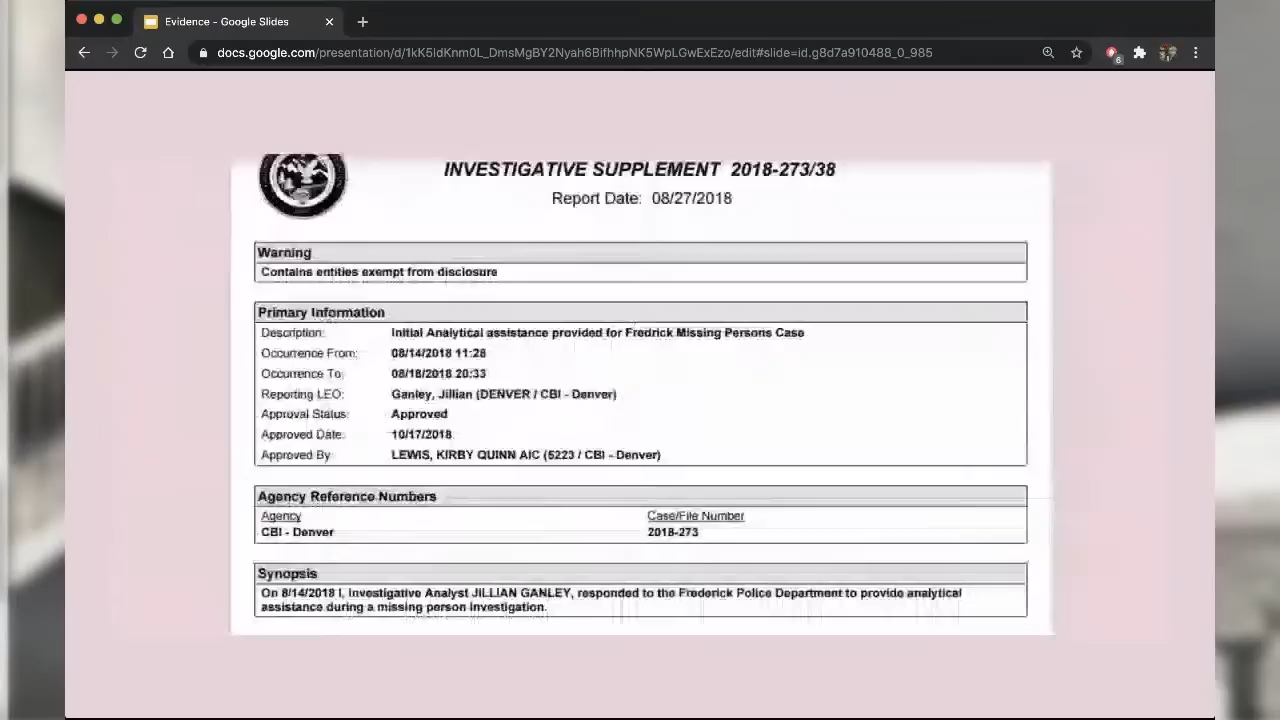 Evidence - Google Slides
docs.google.com/presentation/d/1kK5ldKnm0L_DmsMgBY2Nyah6BifhhpNK5WpLGwExEzo/edit#slide=id.g8d7a910488_0_985
6
INVESTIGATIVE SUPPLEMENT 2018-273/38
Report Date: 08/27/2018
Warning
Contains entities exempt from disclosure
Primary Information
Description: Initial Analytical assistance provided for Fredrick Missing Persons Case
Occurrence From: 08/14/2018 11:28
Occurrence To: 08/18/2018 20:33
Reporting LEO: Ganley, Jillian (DENVER / CBI - Denver)
Approval Status: Approved
Approved Date: 10/17/2018
Approved By: LEWIS, KIRBY QUINN AIC (5223 / CBI - Denver)
Agency Reference Numbers
Agency Case/File Number
CBI - Denver 2018-273
Synopsis
On 8/14/2018 I, Investigative Analyst JILLIAN GANLEY, responded to the Frederick Police Department to provide analytical
assistance during a missing person investigation.